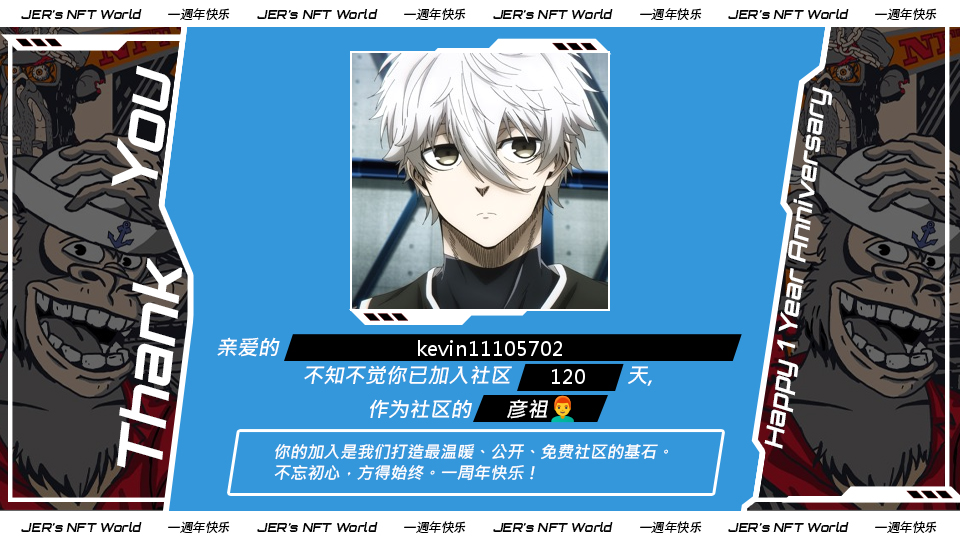 JER's NFT World 一週年快乐 JER's NFT World 一週年快乐 JER's NFT World 一週年快乐 JER's NFT World 一週年快乐
Thank You
亲爱的 kevin11105702
不知不觉你已加入社区 120 天,
作为社区的 彦祖👨‍🦰
你的加入是我们打造最温暖、公开、免费社区的基石。
不忘初心，方得始终。一周年快乐！
Happy 1 Year Anniversary
JER's NFT World 一週年快乐 JER's NFT World 一週年快乐 JER's NFT World 一週年快乐 JER's NFT World 一週年快乐